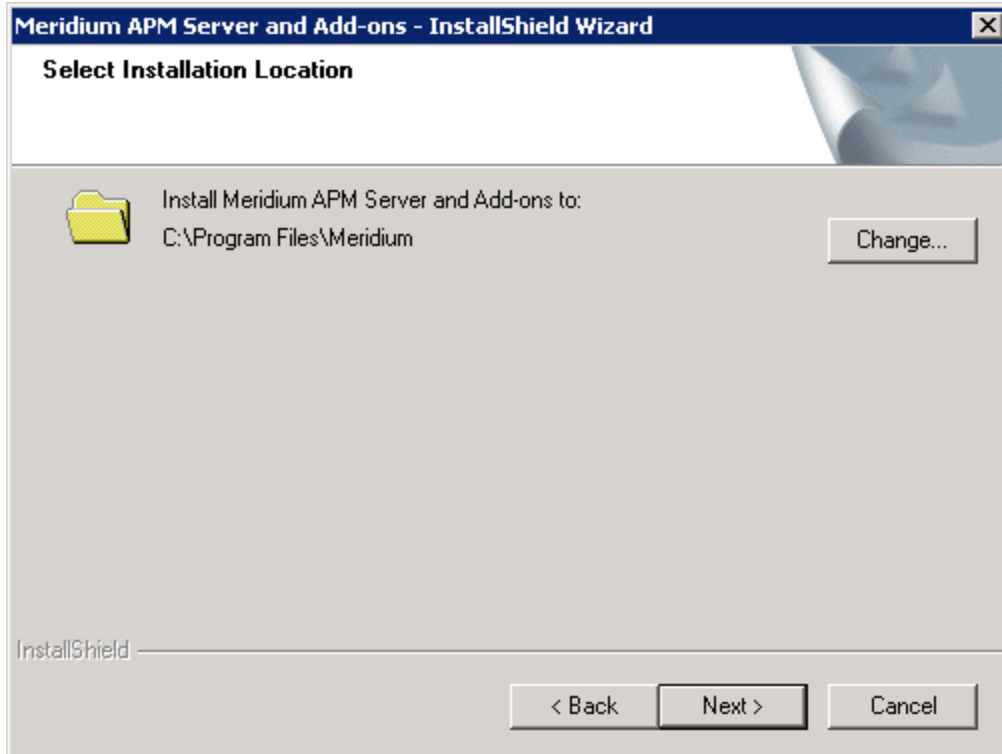 Meridium APM Server and Add-ons - InstallShield Wizard
Select Installation Location
Install Meridium APM Server and Add-ons to:
C:\Program Files\Meridium
Change...
InstallShield
< Back
Next >
Cancel